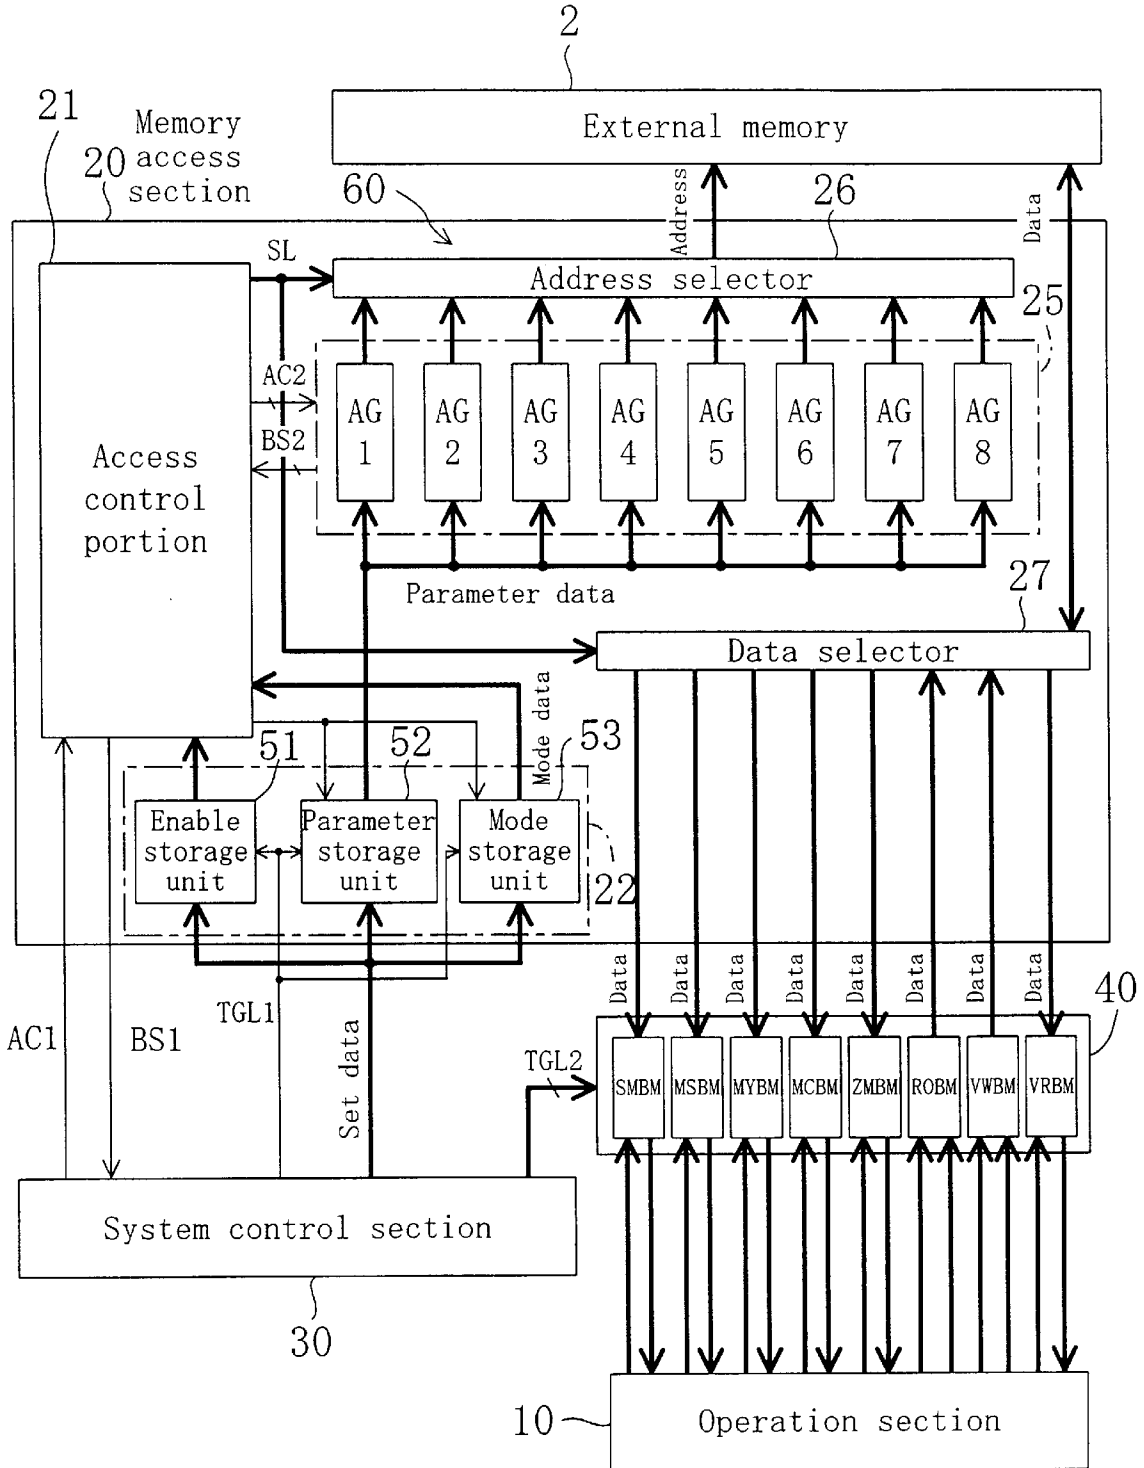 2
External memory
21
Memory
access
section
20
60
26
Address
Data
SL
Address selector
25
AC2
BS2
AG
1
AG
2
AG
3
AG
4
AG
5
AG
6
AG
7
AG
8
Access
control
portion
Parameter data
27
Data selector
Mode data
51
52
53
Enable
storage
unit
Parameter
storage
unit
Mode
storage
unit
22
TGL1
Set data
AC1
BS1
Data
Data
Data
Data
Data
Data
Data
Data
40
TGL2
SMBM
MSBM
MYBM
MCBM
ZMBM
ROBM
VWBM
VRBM
System control section
30
10
Operation section